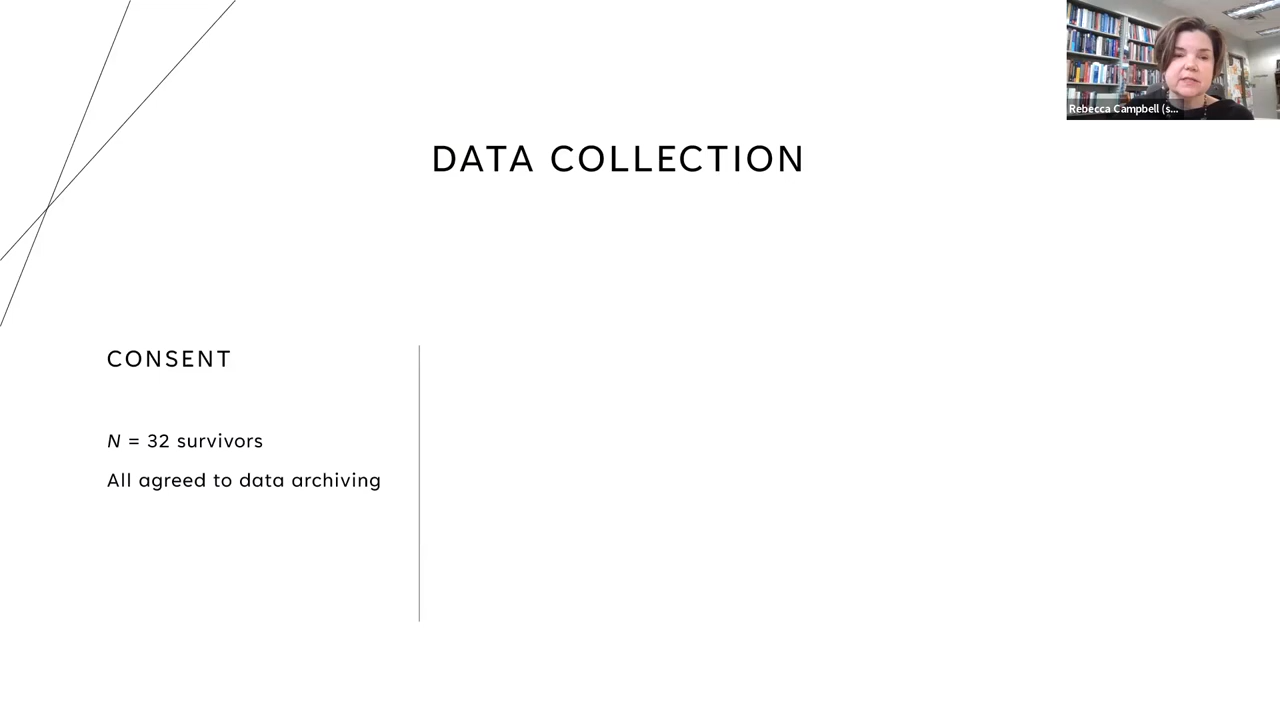 Rebecca Campbell (s...
DATA COLLECTION
CONSENT
N = 32 survivors
All agreed to data archiving